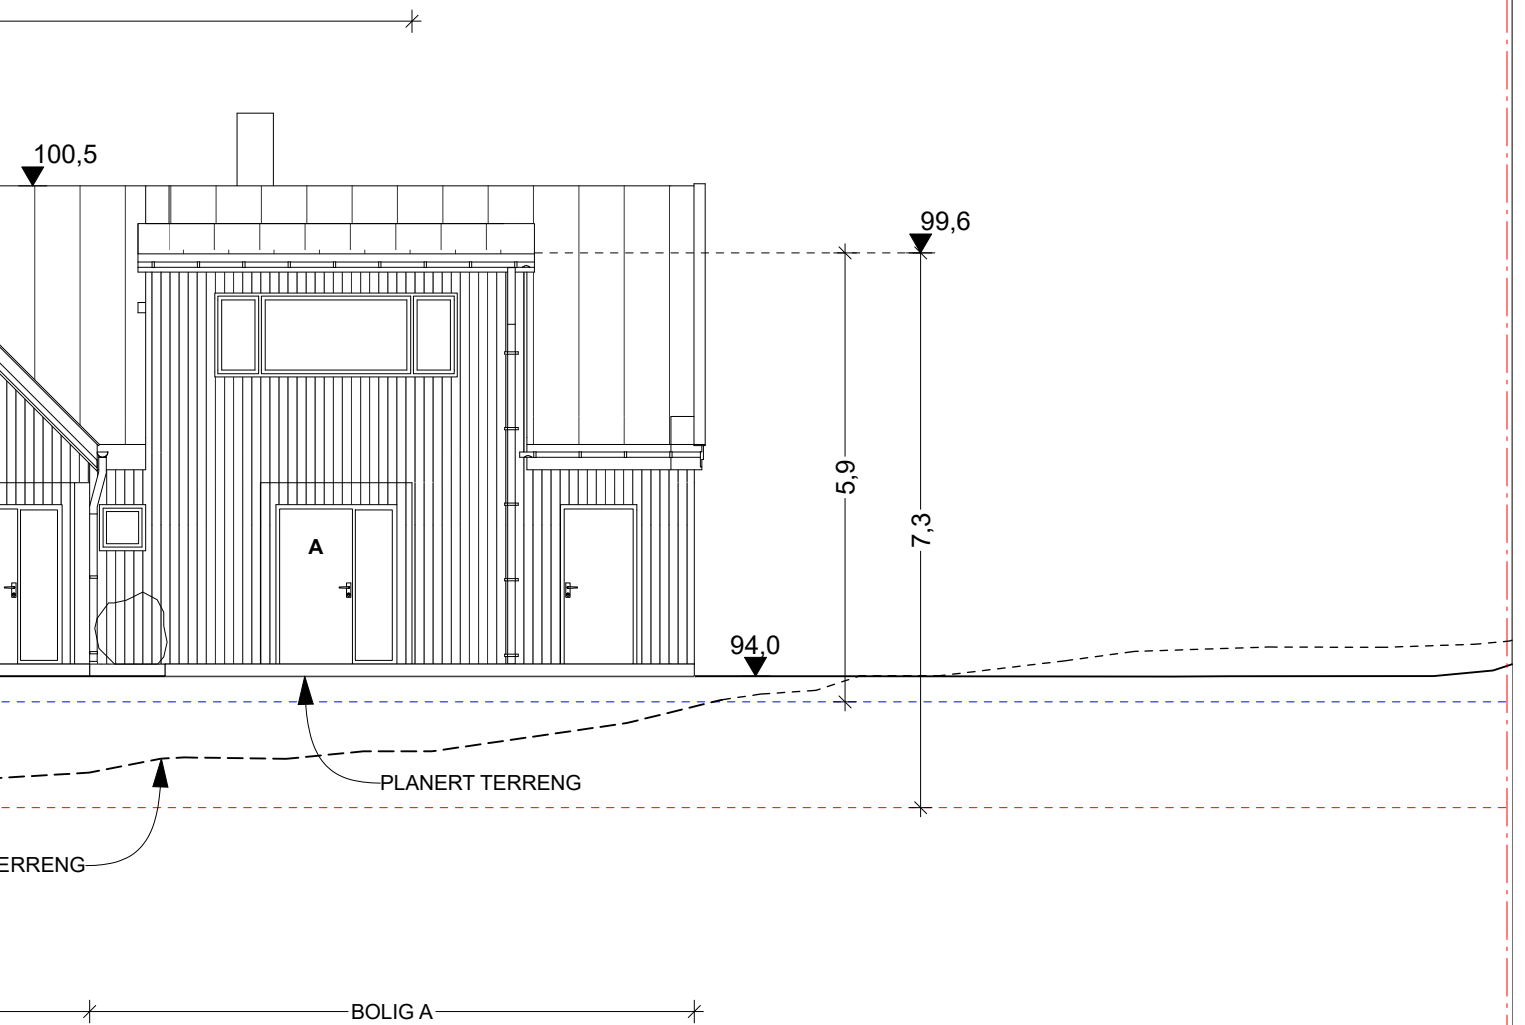 100,5
99,6
5,9
7,3
A
94,0
PLANERT TERRENG
ERRENG
BOLIG A